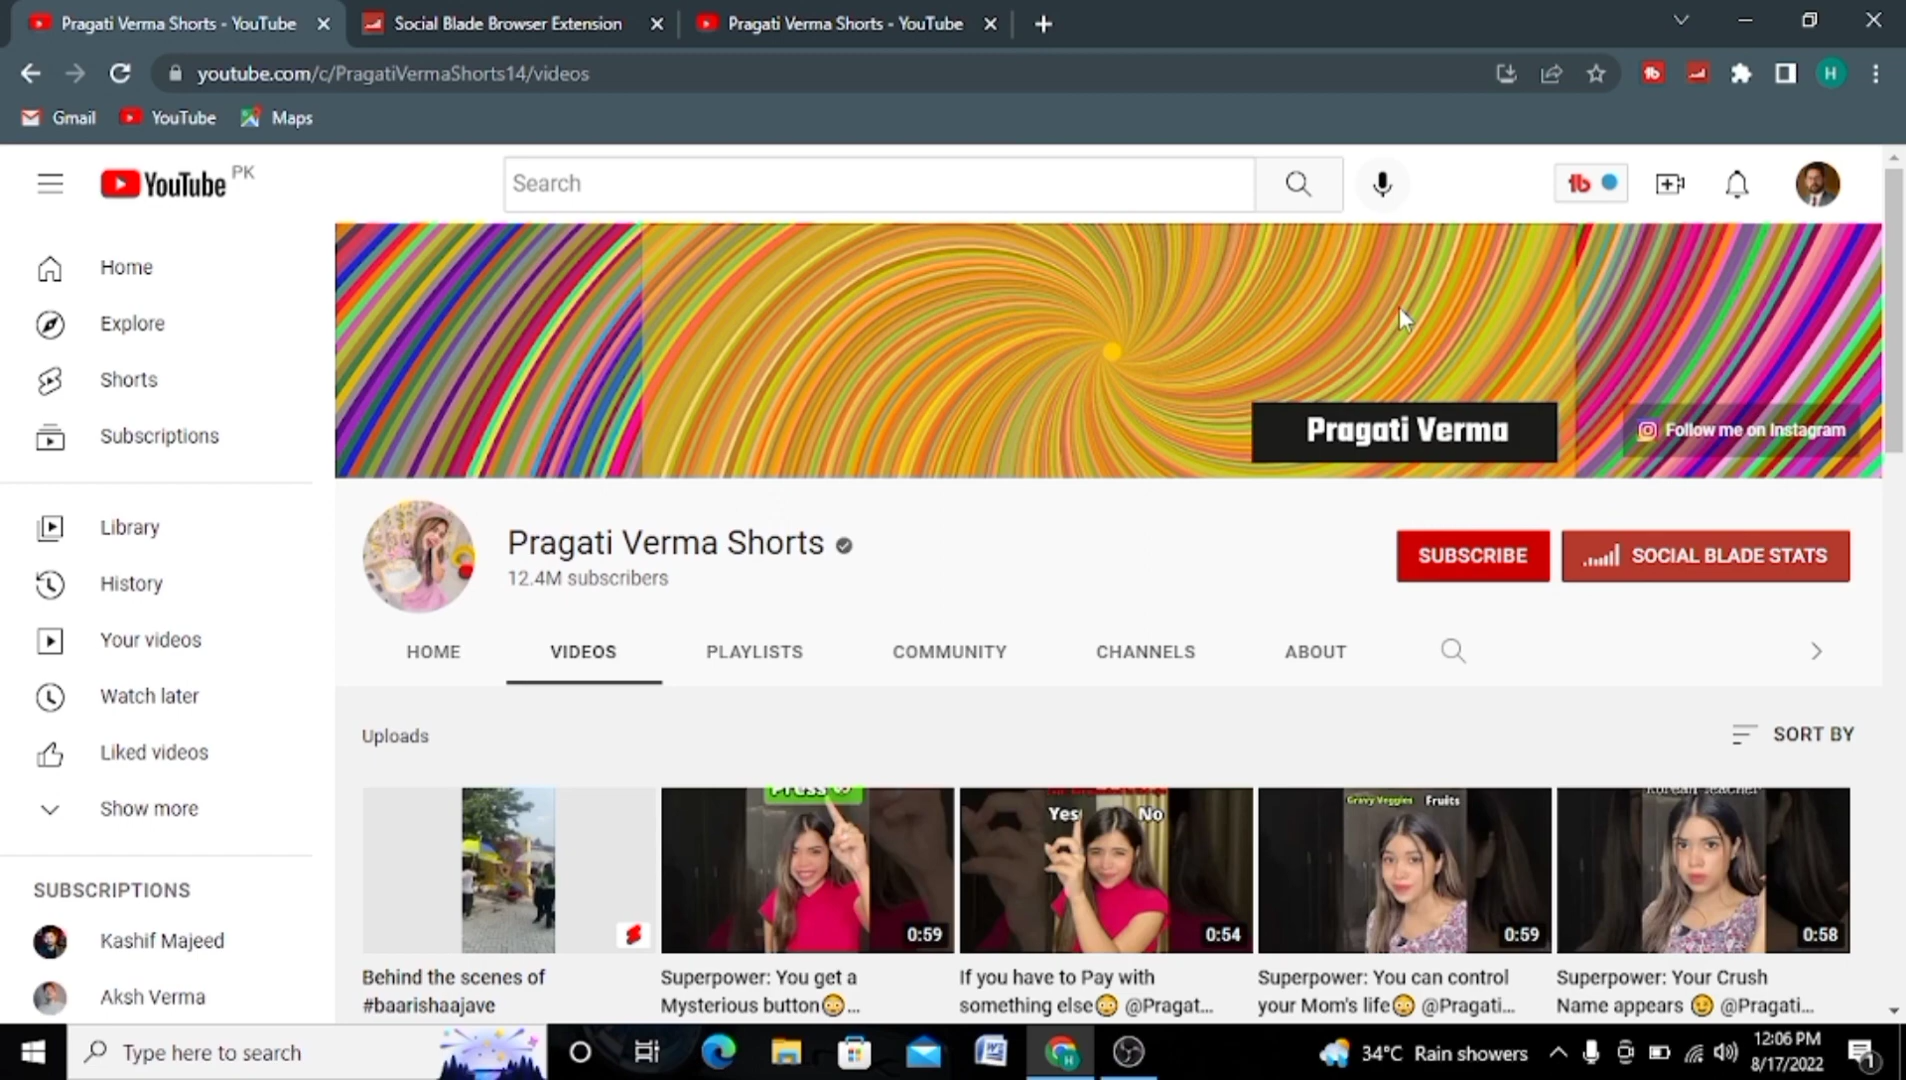 Pragati Verma Shorts - YouTube
Social Blade Browser Extension
Pragati Verma Shorts - YouTube
youtube.com/c/PragatiVermaShorts14/videos
H
Gmail
YouTube
Maps
YouTube PK
Search
Home
Explore
Shorts
Subscriptions
Library
History
Your videos
Watch later
Liked videos
Show more
SUBSCRIPTIONS
Kashif Majeed
Aksh Verma
Pragati Verma
Follow me on Instagram
Pragati Verma Shorts
12.4M subscribers
SUBSCRIBE
SOCIAL BLADE STATS
HOME
VIDEOS
PLAYLISTS
COMMUNITY
CHANNELS
ABOUT
Uploads
SORT BY
Yes No
Gravy Veggies Fruits
Korean Teacher
0:59
0:54
0:59
0:58
Behind the scenes of
#baarishaajave
Superpower: You get a
Mysterious button😳...
If you have to Pay with
something else😳 @Pragat...
Superpower: You can control
your Mom's life😳 @Pragati...
Superpower: Your Crush
Name appears 😉 @Pragati...
Type here to search
34°C Rain showers
12:06 PM
8/17/2022
1